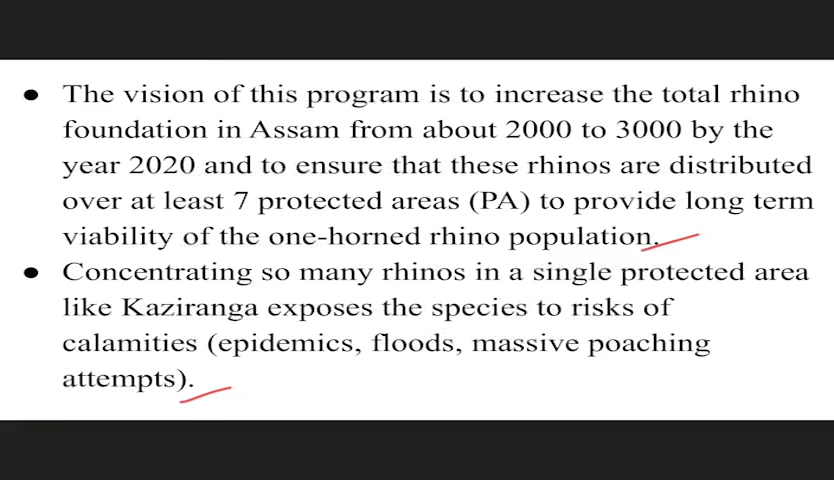 ● The vision of this program is to increase the total rhino
foundation in Assam from about 2000 to 3000 by the
year 2020 and to ensure that these rhinos are distributed
over at least 7 protected areas (PA) to provide long term
viability of the one-horned rhino population.
● Concentrating so many rhinos in a single protected area
like Kaziranga exposes the species to risks of
calamities (epidemics, floods, massive poaching
attempts).